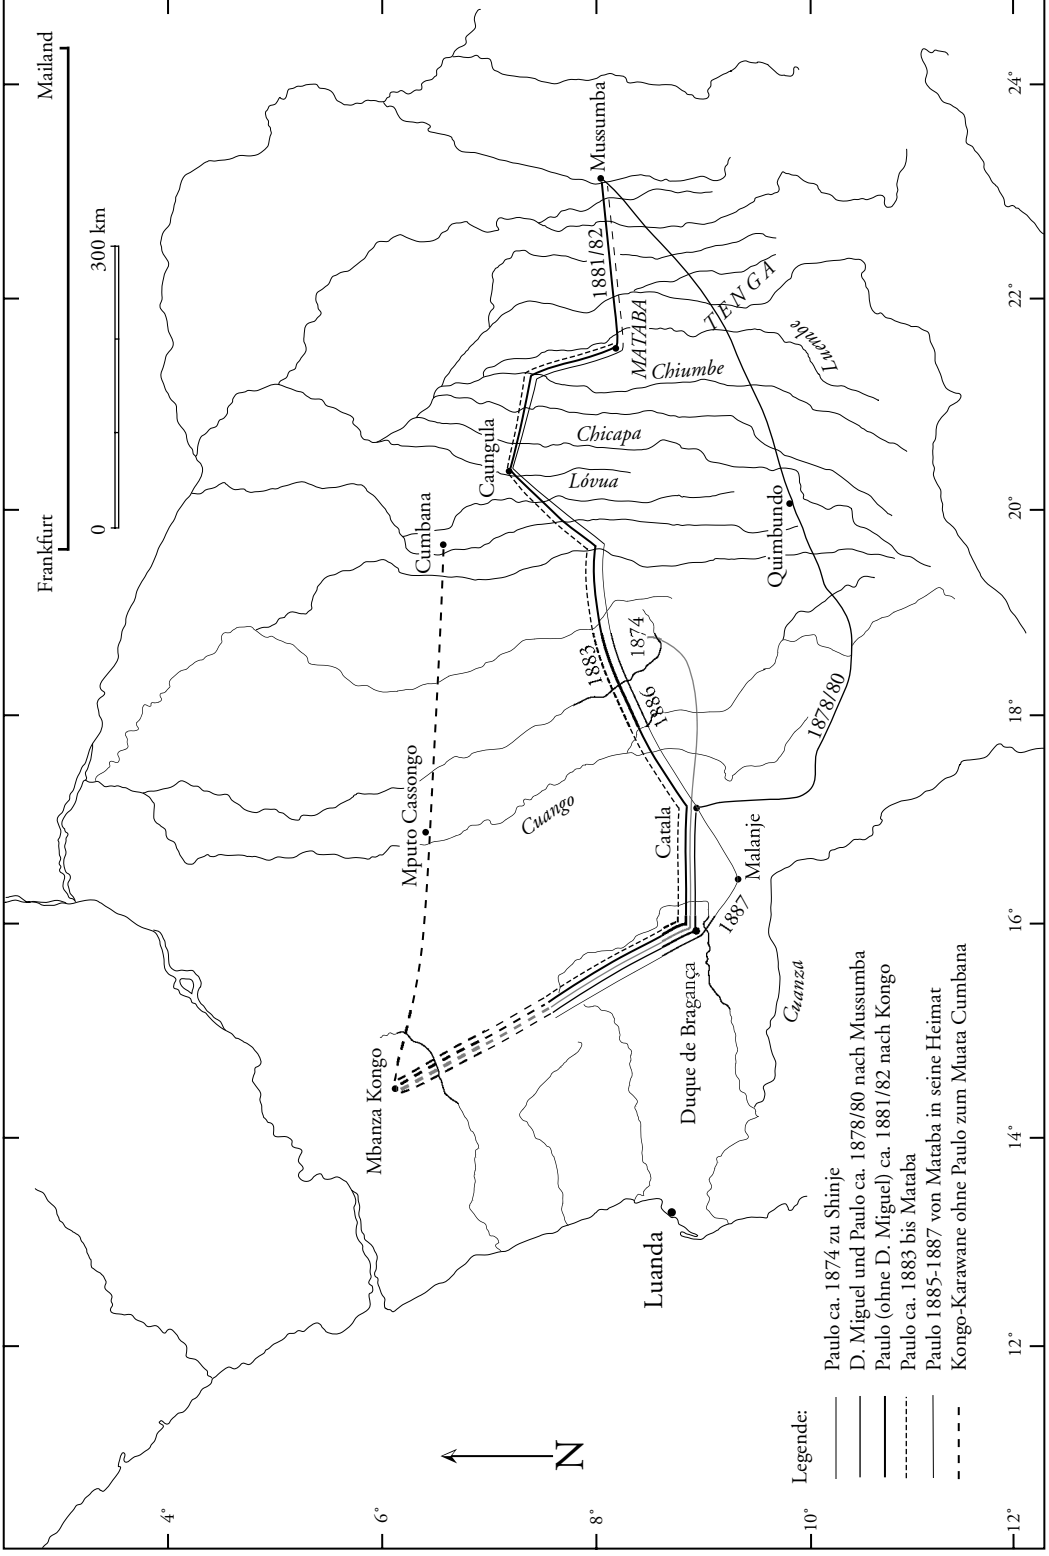 Frankfurt
Mailand
0
300 km
4°
6°
8°
10°
12°
14°
16°
18°
20°
22°
24°
Mbanza Kongo
Mputo Cassongo
Cumbana
Caungula
Mussumba
1881/82
MATABA
TENGA
Luembe
Chiumbe
Chicapa
Lóvua
Quimbundo
Cuango
1883
1874
1886
1878/80
Catala
Malanje
1887
Duque de Bragança
Cuanza
Luanda
N
Legende:
Paulo ca. 1874 zu Shinje
D. Miguel und Paulo ca. 1878/80 nach Mussumba
Paulo (ohne D. Miguel) ca. 1881/82 nach Kongo
Paulo ca. 1883 bis Mataba
Paulo 1885-1887 von Mataba in seine Heimat
Kongo-Karawane ohne Paulo zum Muata Cumbana